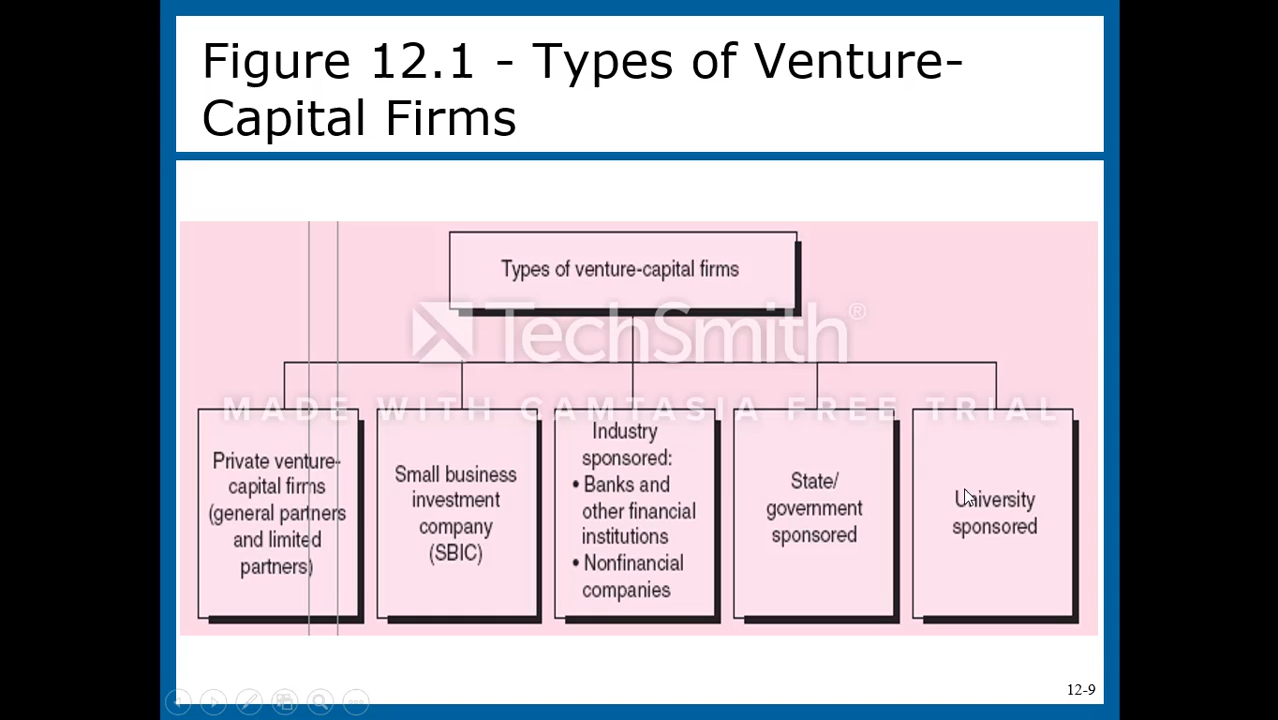 Figure 12.1 - Types of Venture-
Capital Firms
Types of venture-capital firms
TechSmith®
MADE WITH CAMTASIA FREE TRIAL
Private venture-
capital firms
(general partners
and limited
partners)
Small business
investment
company
(SBIC)
Industry
sponsored:
• Banks and
other financial
institutions
• Nonfinancial
companies
State/
government
sponsored
University
sponsored
12-9